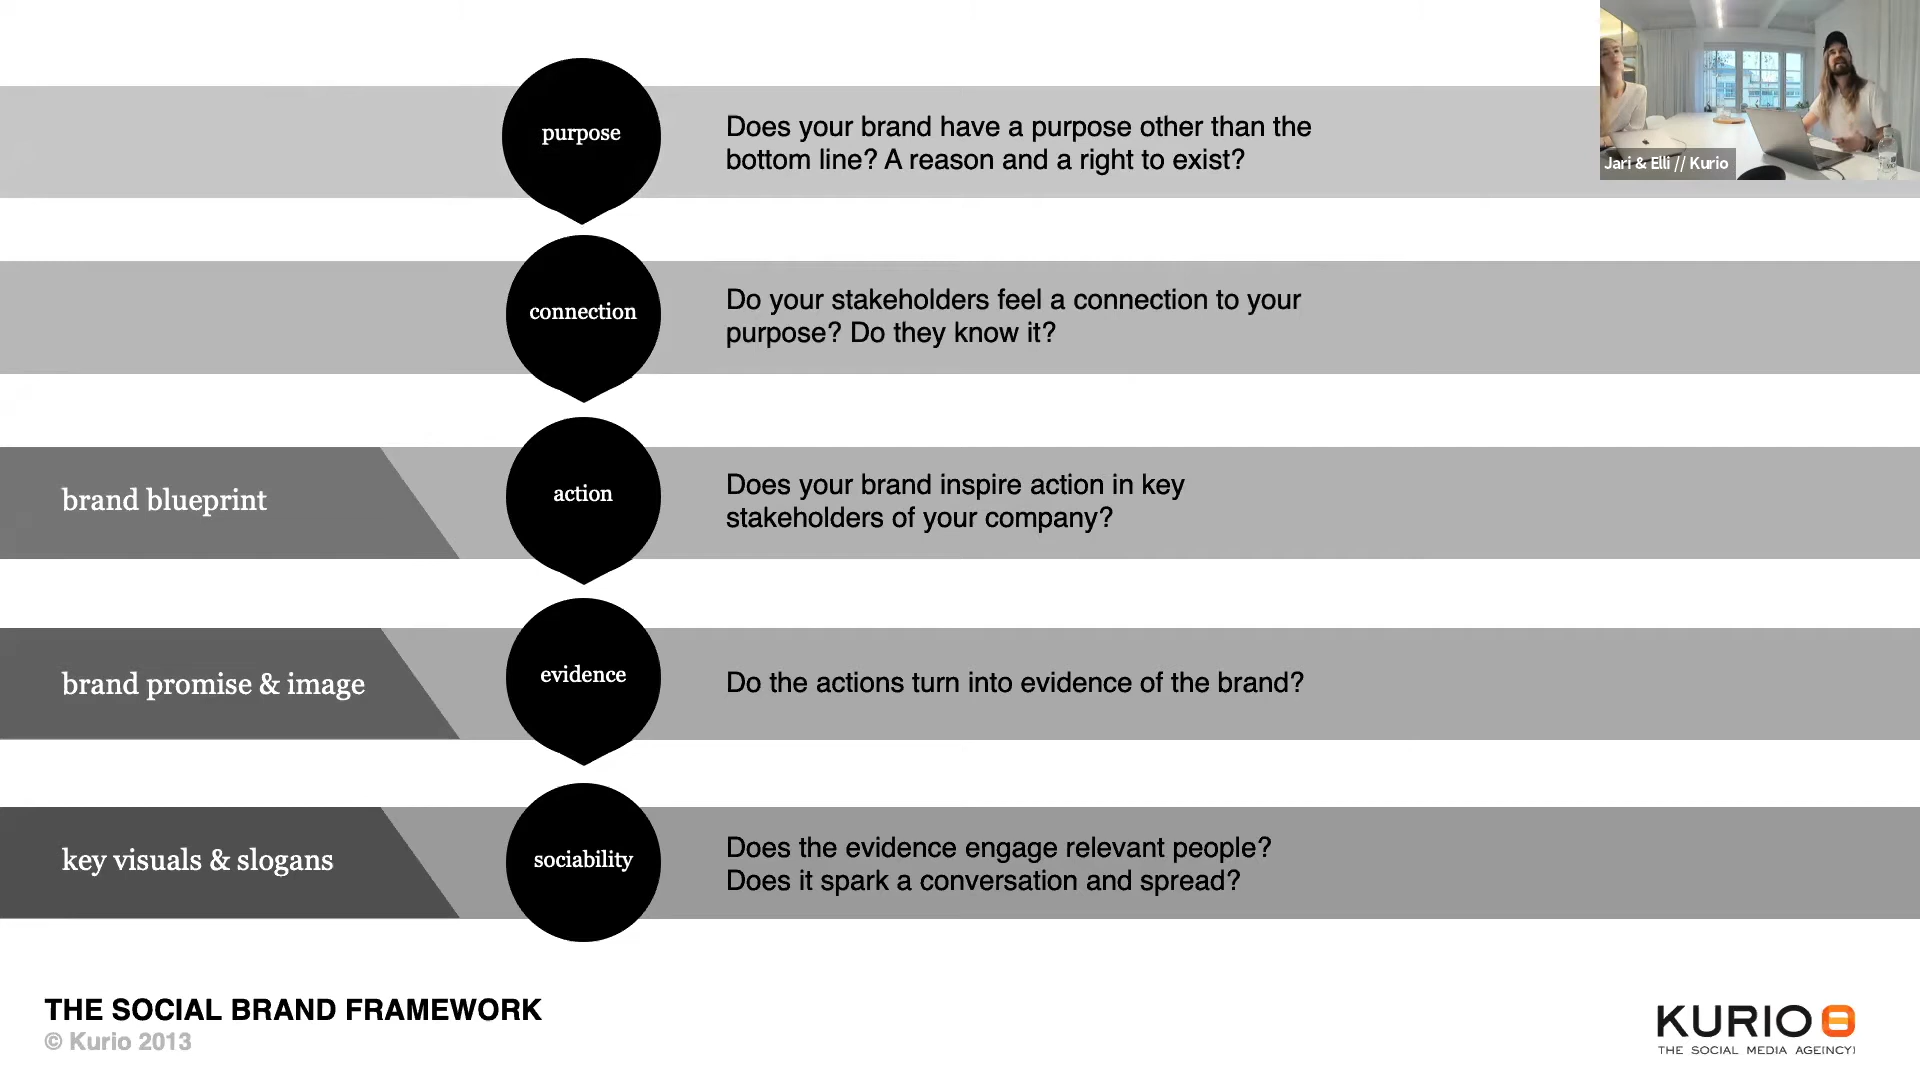 purpose
Does your brand have a purpose other than the
bottom line? A reason and a right to exist?
Jari & Elli // Kurio
connection
Do your stakeholders feel a connection to your
purpose? Do they know it?
brand blueprint
action
Does your brand inspire action in key
stakeholders of your company?
brand promise & image
evidence
Do the actions turn into evidence of the brand?
key visuals & slogans
sociability
Does the evidence engage relevant people?
Does it spark a conversation and spread?
THE SOCIAL BRAND FRAMEWORK
© Kurio 2013
KURIO
THE SOCIAL MEDIA AGE(NCY)